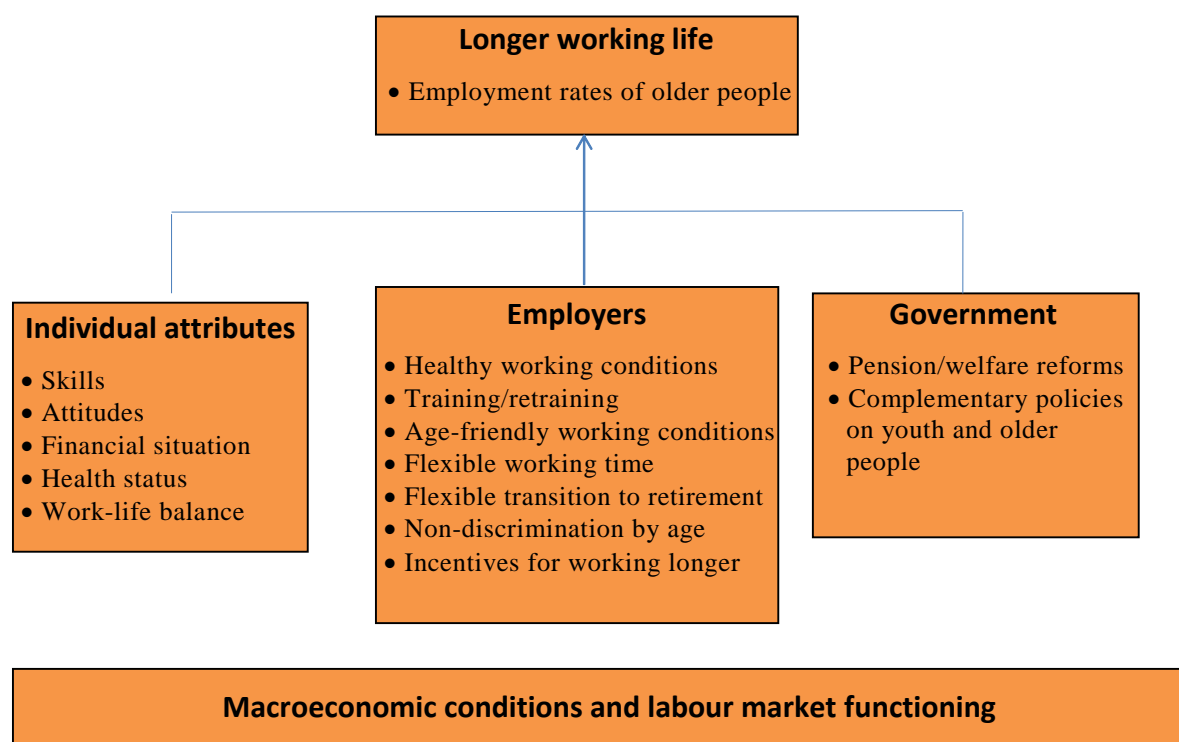 Longer working life
• Employment rates of older people
Individual attributes
• Skills
• Attitudes
• Financial situation
• Health status
• Work-life balance
Employers
• Healthy working conditions
• Training/retraining
• Age-friendly working conditions
• Flexible working time
• Flexible transition to retirement
• Non-discrimination by age
• Incentives for working longer
Government
• Pension/welfare reforms
• Complementary policies
on youth and older
people
Macroeconomic conditions and labour market functioning